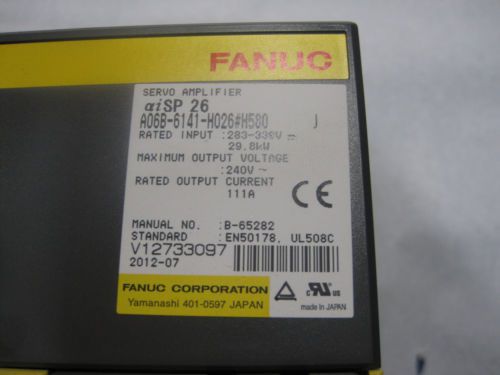 FANUC
SERVO AMPLIFIER
αiSP 26
A06B-6141-H026#H580 J
RATED INPUT :283-339V
29.8kW
MAXIMUM OUTPUT VOLTAGE
:240V~
RATED OUTPUT CURRENT
111A
CE
MANUAL NO. :B-65282
STANDARD :EN50178, UL508C
V12733097
2012-07
FANUC CORPORATION
Yamanashi 401-0597 JAPAN
c RU us
made in JAPAN